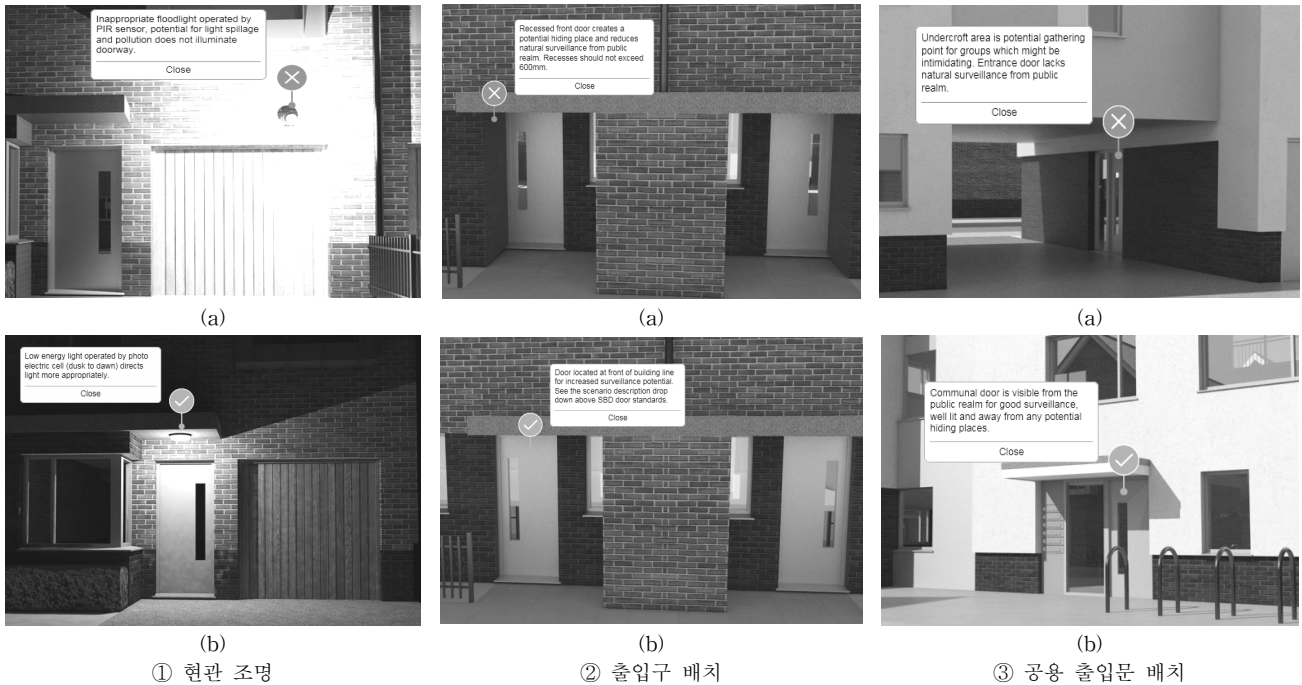 Inappropriate floodlight operated by
PIR sensor, potential for light spillage
and pollution does not illuminate
doorway.
Close
Recessed front door creates a
potential hiding place and reduces
natural surveillance from public
realm. Recesses should not exceed
600mm.
Close
Undercroft area is potential gathering
point for groups which might be
intimidating. Entrance door lacks
natural surveillance from public
realm.
Close
(a)
(a)
(a)
Low energy light operated by photo
electric cell (dusk to dawn) directs
light more appropriately.
Close
Door located at front of building line
for increased surveillance potential.
See the scenario description drop
down above SBD door standards.
Close
Communal door is visible from the
public realm for good surveillance,
well lit and away from any potential
hiding places.
Close
(b)
(b)
(b)
① 현관 조명
② 출입구 배치
③ 공용 출입문 배치